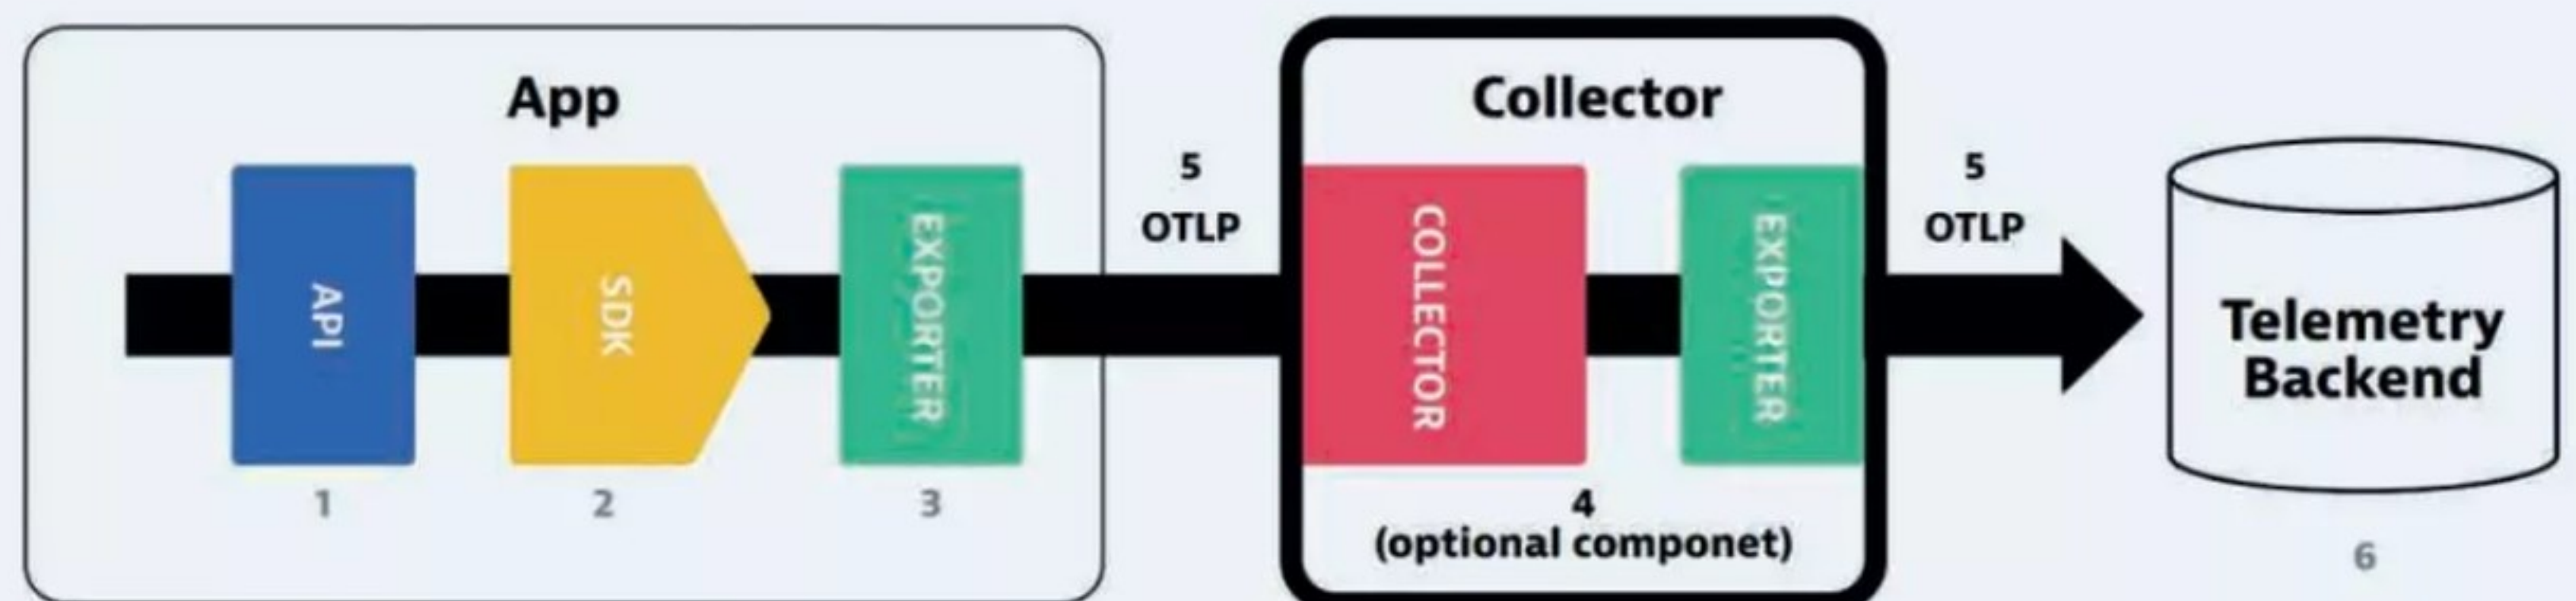 App
API
1
SDK
2
EXPORTER
3
5
OTLP
Collector
COLLECTOR
EXPORTER
4
(optional componet)
5
OTLP
Telemetry
Backend
6